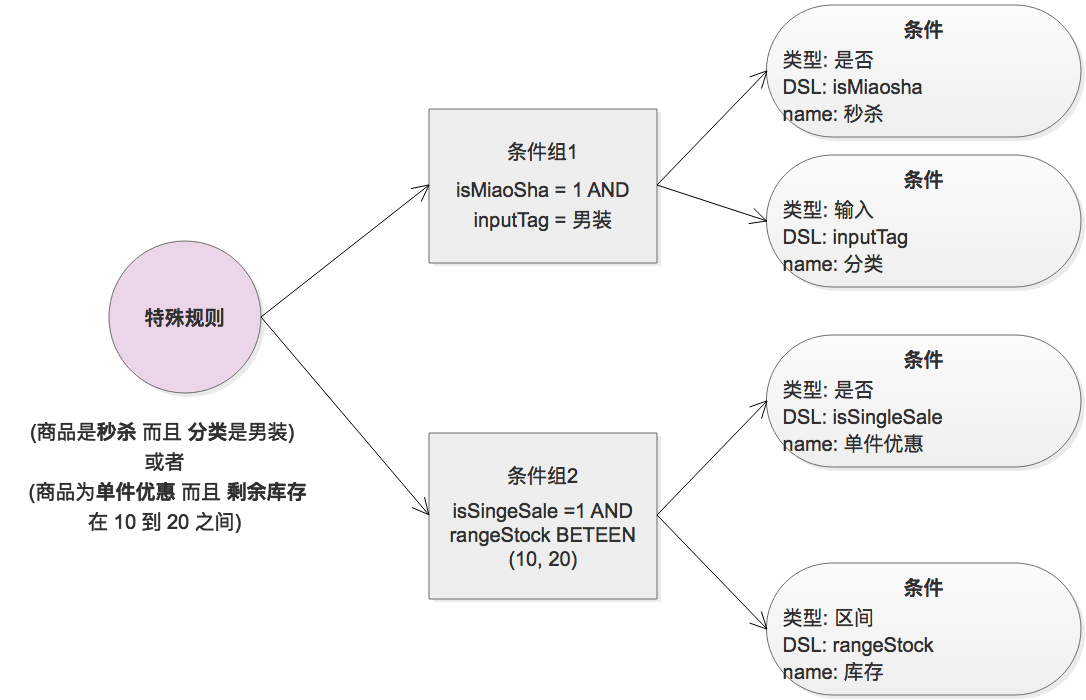 特殊规则
(商品是秒杀 而且 分类是男装)
或者
(商品为单件优惠 而且 剩余库存
在 10 到 20 之间)
条件组1
isMiaoSha = 1 AND
inputTag = 男装
条件组2
isSingeSale =1 AND
rangeStock BETEEN
(10, 20)
条件
类型: 是否
DSL: isMiaosha
name: 秒杀
条件
类型: 输入
DSL: inputTag
name: 分类
条件
类型: 是否
DSL: isSingleSale
name: 单件优惠
条件
类型: 区间
DSL: rangeStock
name: 库存